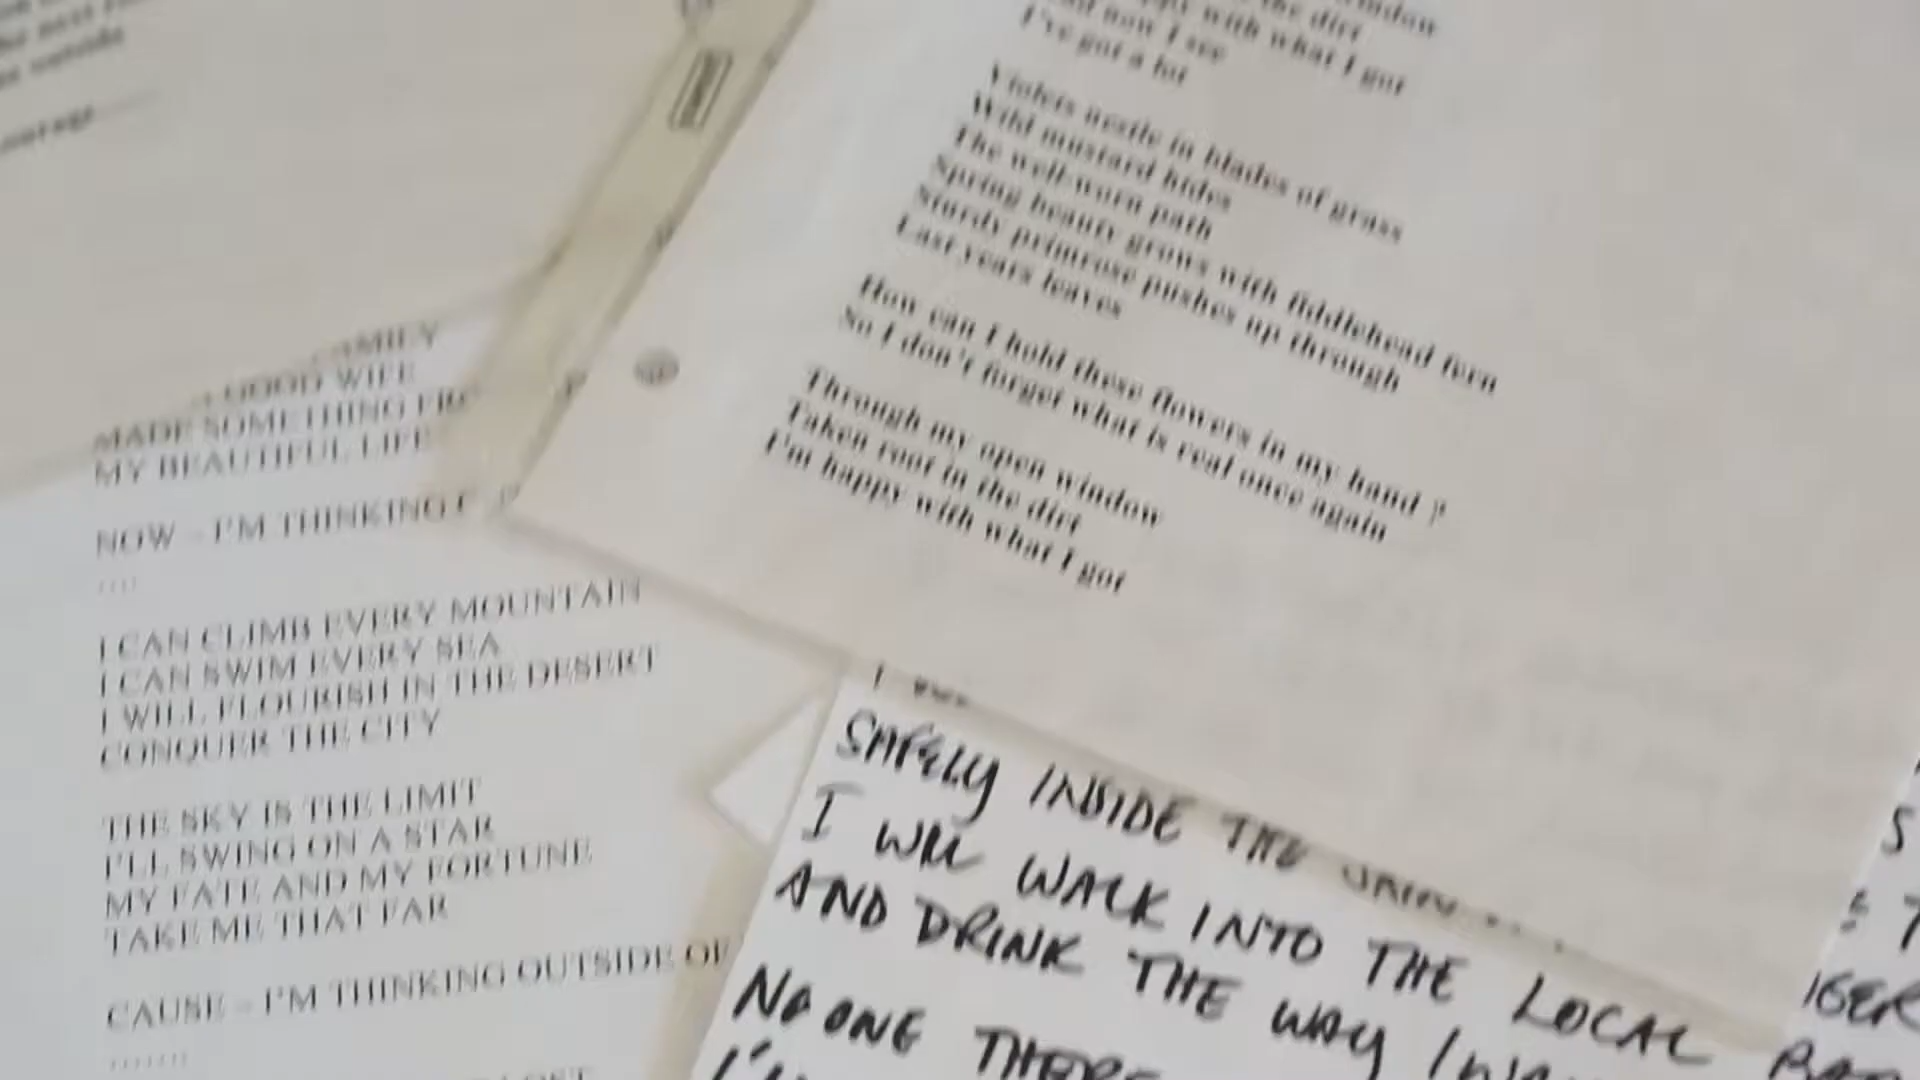 outside
I've got a lot
Violets nestle in blades of grass
Wild mustard hides
The well-worn path
Spring beauty grows with fiddlehead fern
Sturdy primrose pushes up through
Last years leaves
How can I hold these flowers in my hand ?
So I don't forget what is real once again
Through my open window
Taken root in the dirt
I'm happy with what I got
GOOD WIFE
MADE SOMETHING
MY BEAUTIFUL LIFE
NOW - I'M THINKING
....
I CAN CLIMB EVERY MOUNTAIN
I CAN SWIM EVERY SEA
I WILL FLOURISH IN THE DESERT
CONQUER THE CITY
THE SKY IS THE LIMIT
I'LL SWING ON A STAR
MY FATE AND MY FORTUNE
TAKE ME THAT FAR
CAUSE - I'M THINKING OUTSIDE OF
.......
SAFELY INSIDE THE
I WILL WALK INTO THE LOCAL
AND DRINK THE WAY I
NO ONE THERE